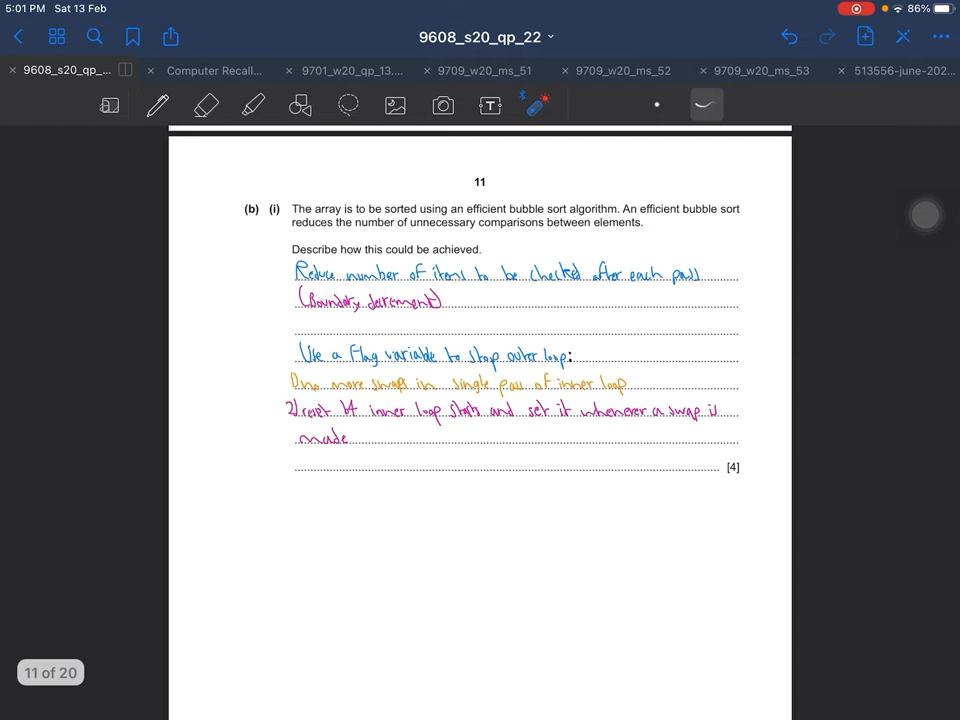 5:01 PM Sat 13 Feb
86%
9608_s20_qp_22
9608_s20_qp_...
Computer Recall...
9701_w20_qp_13....
9709_w20_ms_51
9709_w20_ms_52
9709_w20_ms_53
513556-june-202...
T
11
(b) (i) The array is to be sorted using an efficient bubble sort algorithm. An efficient bubble sort
reduces the number of unnecessary comparisons between elements.
Describe how this could be achieved.
Reduce number of items to be checked after each pass
(Boundary decrement)
Use a Flag variable to stop outer loop:
1) no more swaps in single pass of inner loop
2) reset b4 inner loop starts and set it whenever a swap is
made
[4]
11 of 20